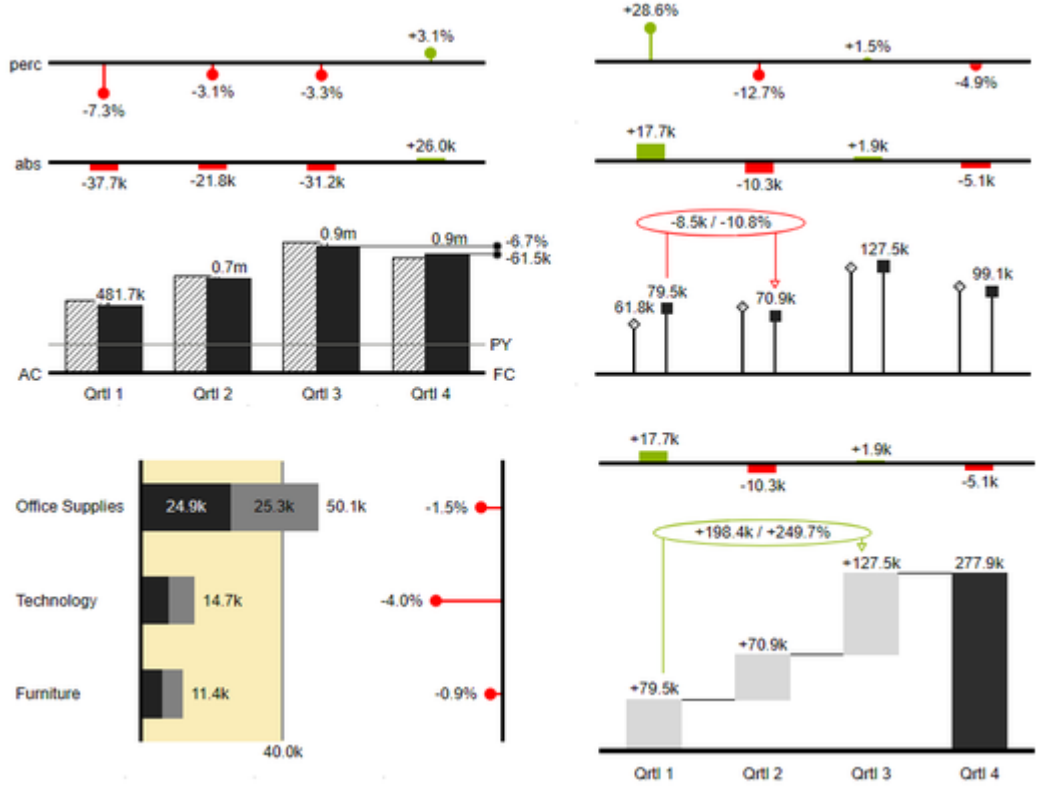 +3.1%
perc
-7.3%
-3.1%
-3.3%
+26.0k
abs
-37.7k
-21.8k
-31.2k
481.7k
0.7m
0.9m
0.9m
-6.7%
-61.5k
PY
AC
FC
Qrtl 1
Qrtl 2
Qrtl 3
Qrtl 4
+28.6%
-12.7%
+1.5%
-4.9%
+17.7k
-10.3k
+1.9k
-5.1k
-8.5k / -10.8%
61.8k
79.5k
70.9k
127.5k
99.1k
Office Supplies
24.9k
25.3k
50.1k
-1.5%
Technology
14.7k
-4.0%
Furniture
11.4k
-0.9%
40.0k
+17.7k
-10.3k
+1.9k
-5.1k
+198.4k / +249.7%
+79.5k
+70.9k
+127.5k
277.9k
Qrtl 1
Qrtl 2
Qrtl 3
Qrtl 4